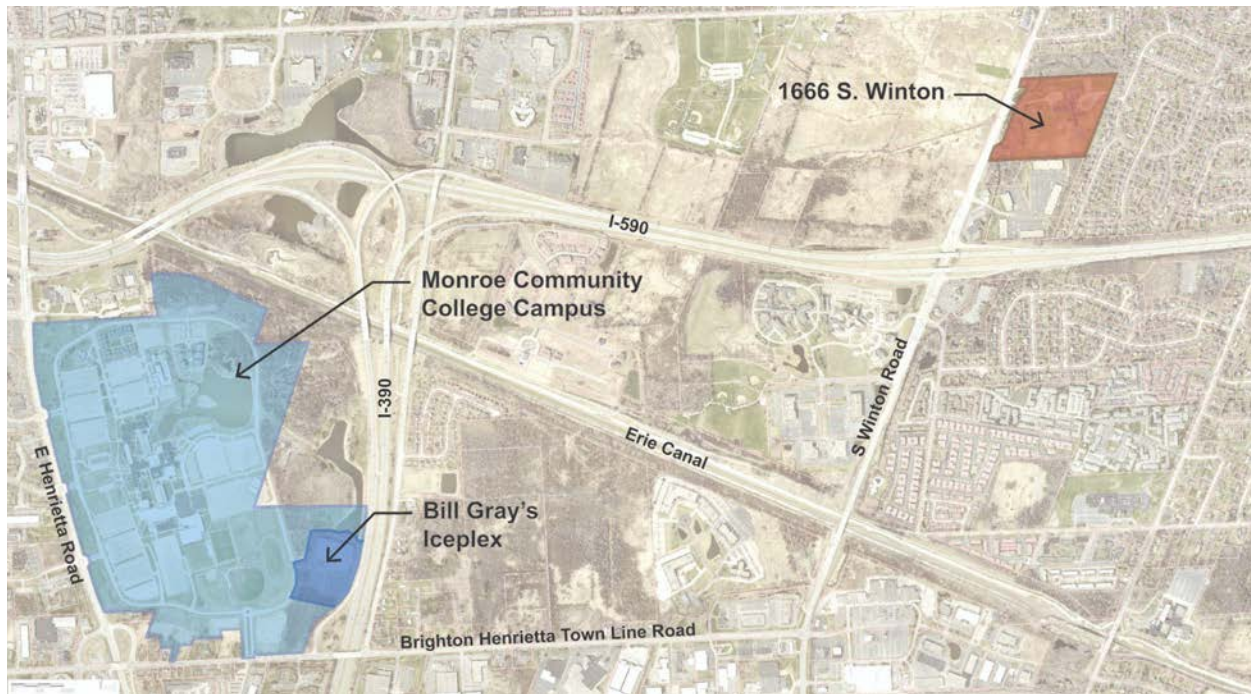 1666 S. Winton
I-590
Monroe Community
College Campus
I-390
S Winton Road
Erie Canal
E Henrietta Road
Bill Gray's
Iceplex
Brighton Henrietta Town Line Road